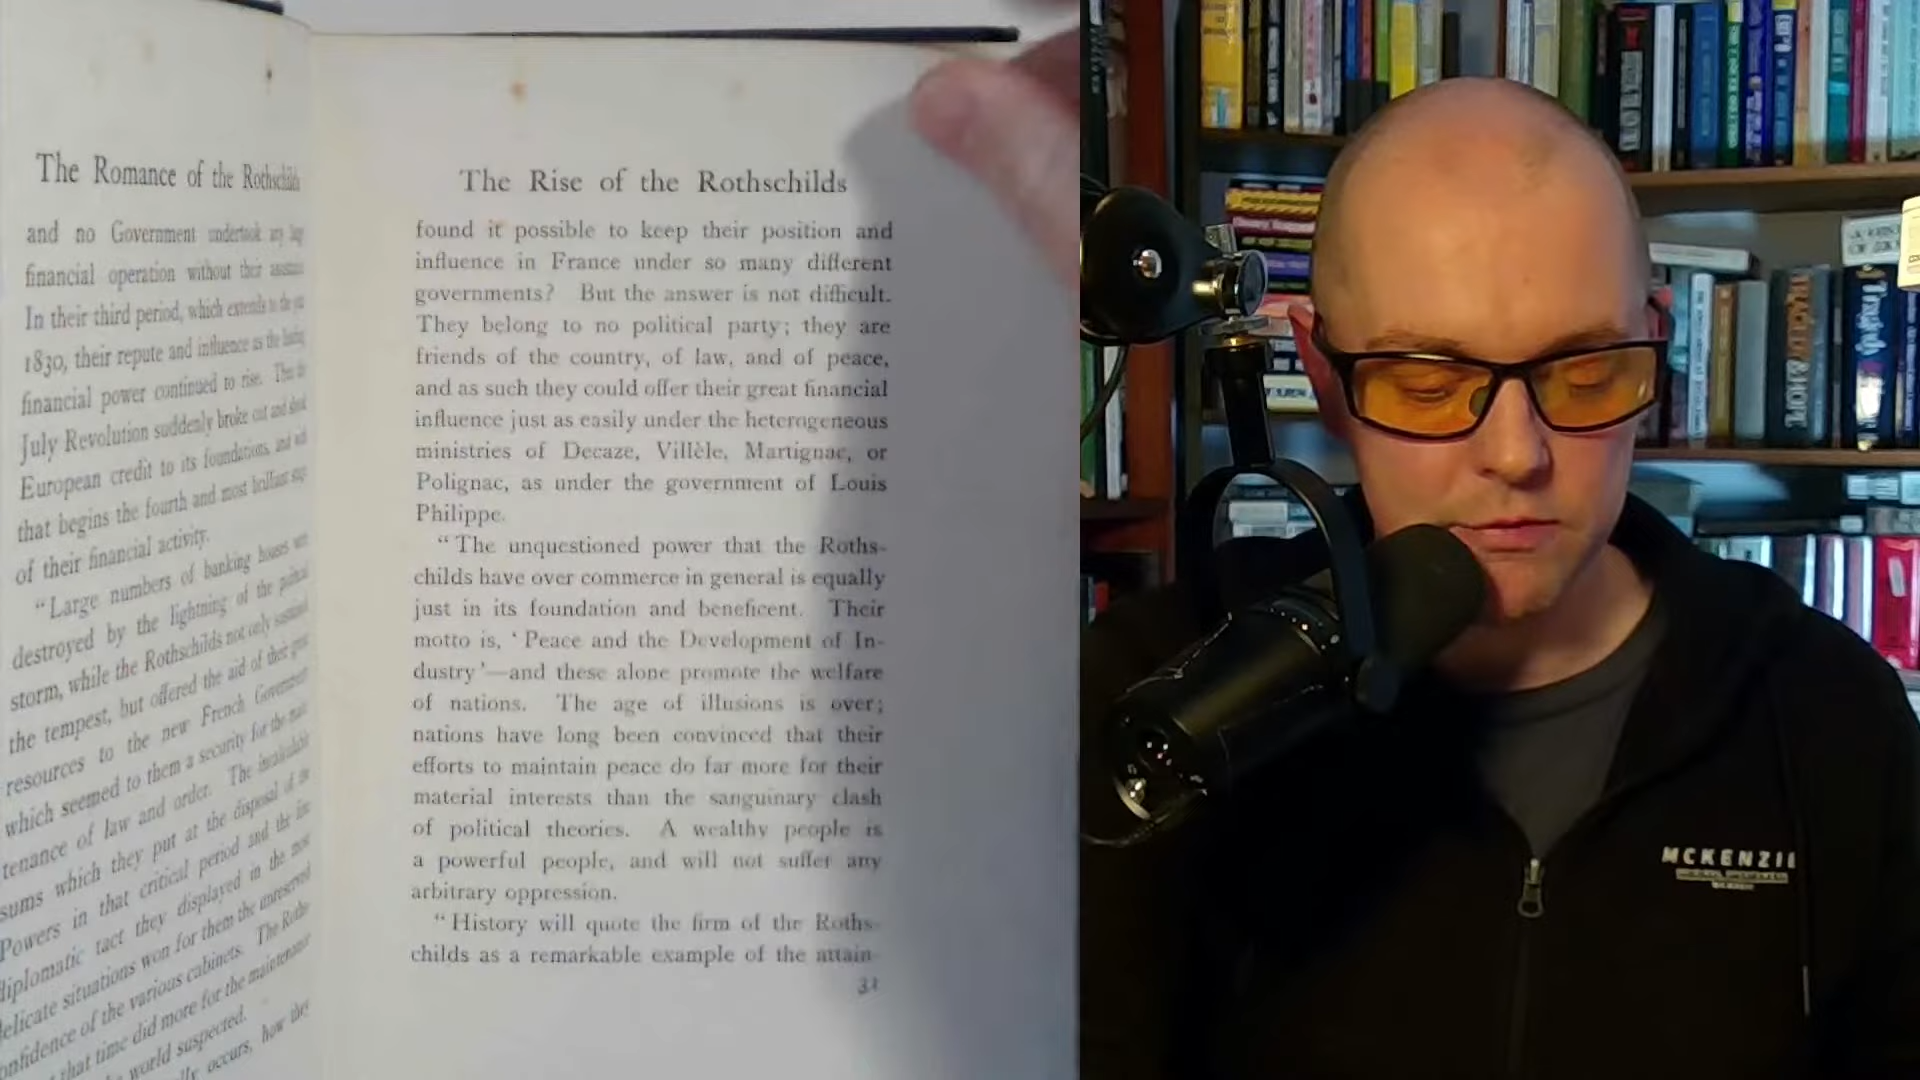 The Romance of the Rothschilds
and no Government undertook any
financial operation without their
In their third period, which extends to the
1830, their repute and influence as the
financial power continued to rise.
July Revolution suddenly broke out and
European credit to its foundations, and
that begins the fourth and most brilliant
of their financial activity.
“Large numbers of banking houses
destroyed by the lightning of the political
storm, while the Rothschilds not only sustained
the tempest, but offered the aid of their great
resources to the new French Government
which seemed to them a security for the
tenance of law and order. The incalculable
sums which they put at the disposal of
Powers in that critical period and the
diplomatic tact they displayed in the most
delicate situations won for them the unreserved
confidence of the various cabinets. The
that time did more for the maintenance
world suspected.
occurs, how they
The Rise of the Rothschilds
found it possible to keep their position and
influence in France under so many different
governments? But the answer is not difficult.
They belong to no political party; they are
friends of the country, of law, and of peace,
and as such they could offer their great financial
influence just as easily under the heterogeneous
ministries of Decaze, Villèle, Martignac, or
Polignac, as under the government of Louis
Philippe.
“The unquestioned power that the Roths-
childs have over commerce in general is equally
just in its foundation and beneficent. Their
motto is, ‘Peace and the Development of In-
dustry’—and these alone promote the welfare
of nations. The age of illusions is over;
nations have long been convinced that their
efforts to maintain peace do far more for their
material interests than the sanguinary clash
of political theories. A wealthy people is
a powerful people, and will not suffer any
arbitrary oppression.
“History will quote the firm of the Roths-
childs as a remarkable example of the attain-
MCKENZIE